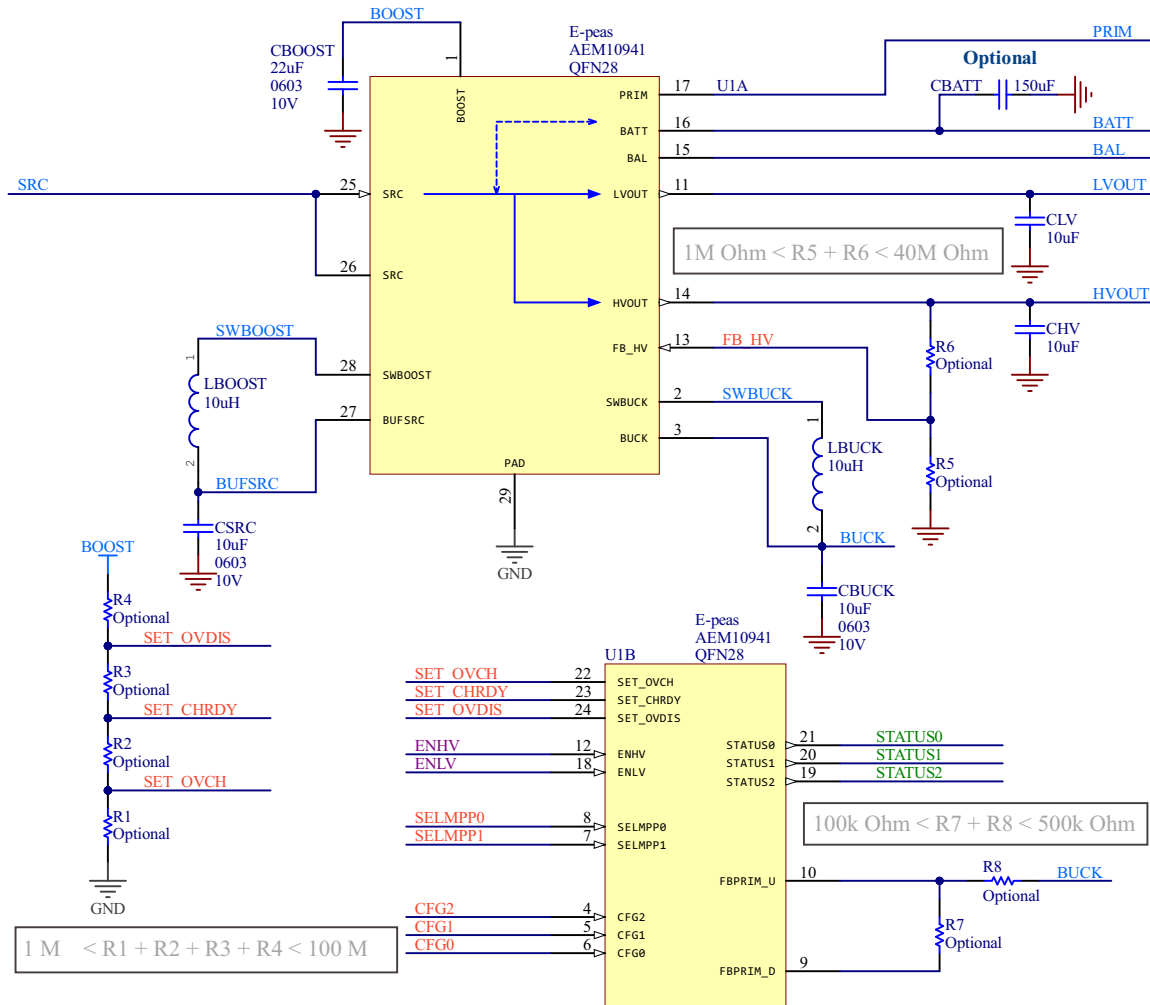 BOOST
E-peas
AEM10941
QFN28
PRIM
CBOOST
22uF
0603
10V
1
BOOST
Optional
CBATT
150uF
17
U1A
PRIM
16
BATT
BATT
15
BAL
BAL
SRC
25
SRC
LVOUT
11
LVOUT
CLV
10uF
1M Ohm < R5 + R6 < 40M Ohm
26
SRC
HVOUT
14
HVOUT
CHV
10uF
SWBOOST
1
FB_HV
13
FB_HV
R6
Optional
28
SWBOOST
LBOOST
10uH
SWBUCK
2
SWBUCK
27
BUFSRC
1
BUCK
3
LBUCK
10uH
2
PAD
R5
Optional
BUFSRC
29
2
CSRC
10uF
0603
10V
BUCK
BOOST
GND
CBUCK
10uF
0603
10V
R4
Optional
SET_OVDIS
E-peas
AEM10941
QFN28
U1B
R3
Optional
SET_OVCH
22
SET_OVCH
SET_CHRDY
23
SET_CHRDY
SET_OVDIS
24
SET_OVDIS
SET_CHRDY
R2
Optional
ENHV
12
ENHV
STATUS0
21
STATUS0
ENLV
18
ENLV
STATUS1
20
STATUS1
STATUS2
19
STATUS2
SET_OVCH
R1
Optional
SELMPP0
8
SELMPP0
SELMPP1
7
SELMPP1
100k Ohm < R7 + R8 < 500k Ohm
GND
FBPRIM_U
10
R8
Optional
BUCK
CFG2
4
CFG2
CFG1
5
CFG1
CFG0
6
CFG0
R7
Optional
1 M < R1 + R2 + R3 + R4 < 100 M
FBPRIM_D
9